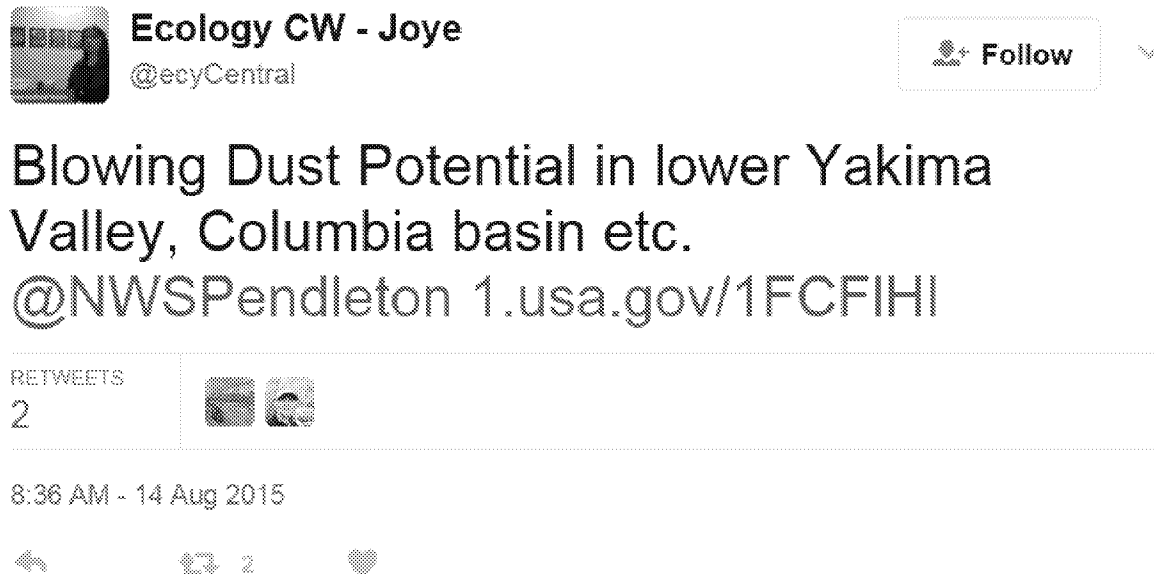 Ecology CW - Joye
@ecyCentral
Follow
Blowing Dust Potential in lower Yakima
Valley, Columbia basin etc.
@NWSPendleton 1.usa.gov/1FCFIHI
RETWEETS
2
8:36 AM - 14 Aug 2015
2